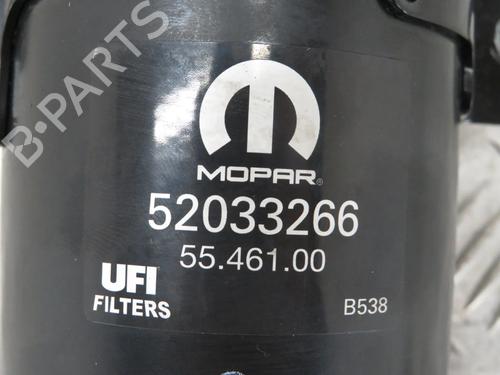 B-PARTS
MOPAR®
52033266
55.461.00
UFI
FILTERS
B538